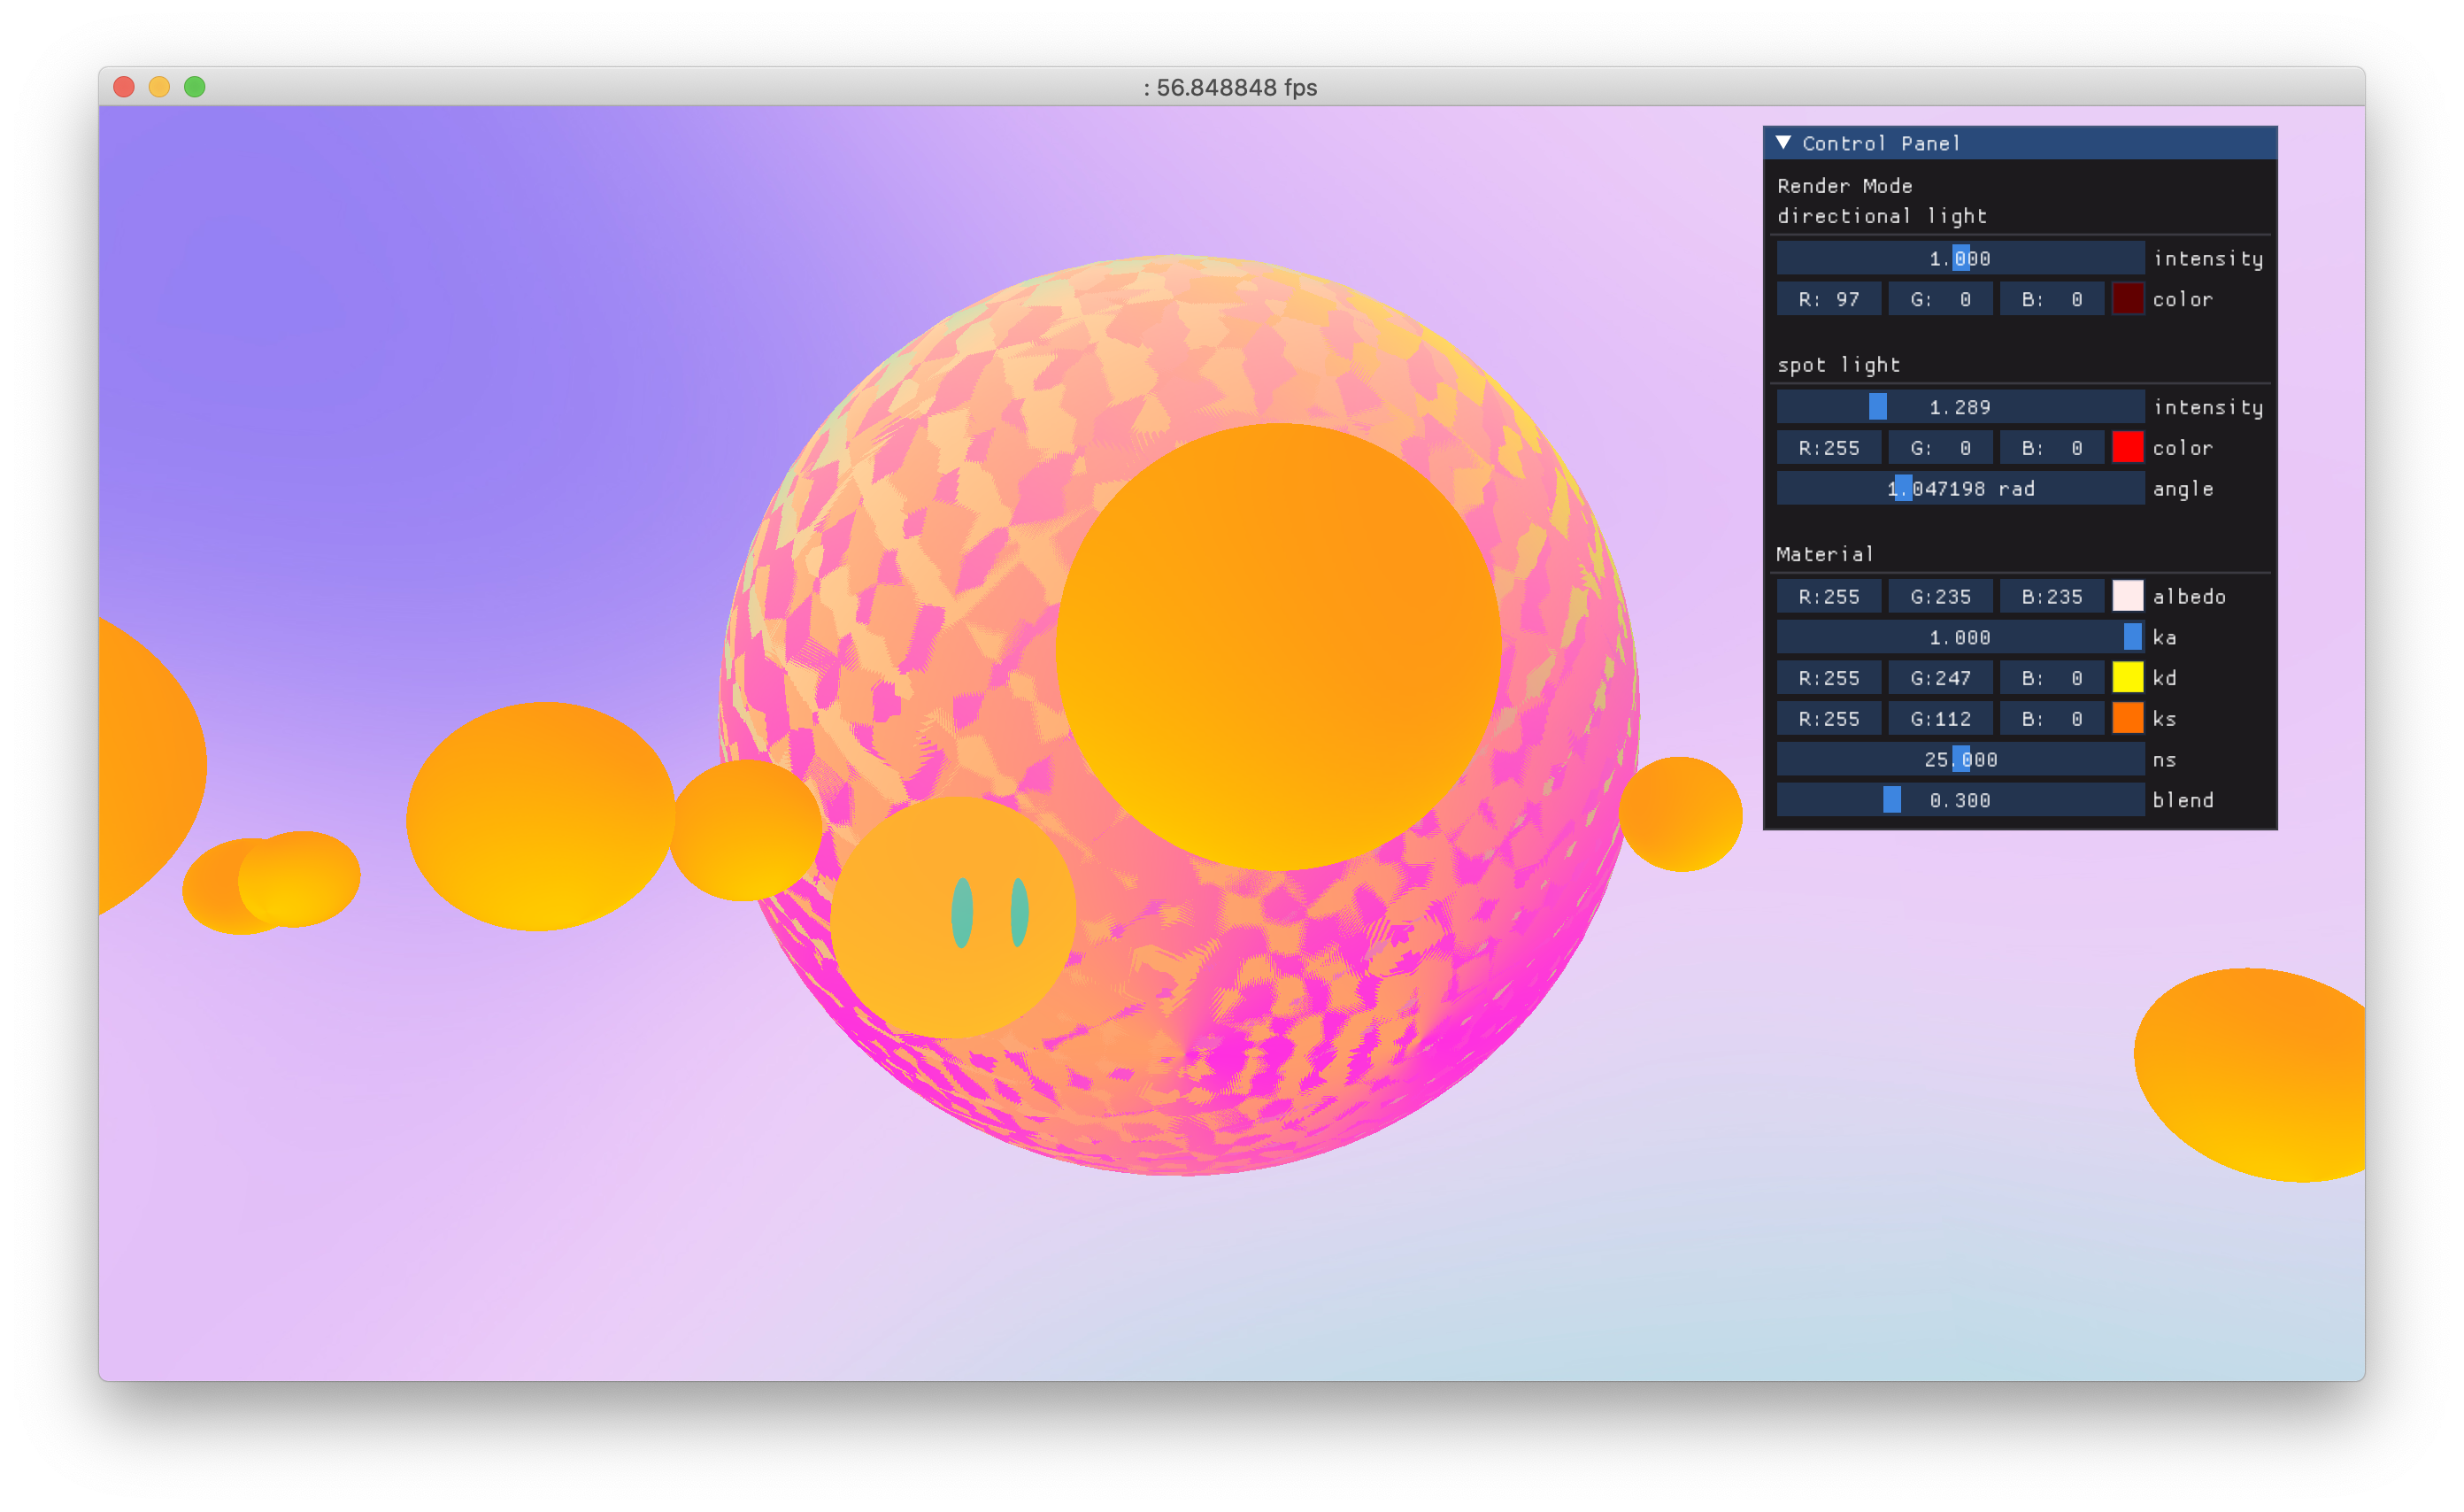 : 56.848848 fps
Control Panel
Render Mode
directional light
1.000 intensity
R: 97 G: 0 B: 0 color
spot light
1.289 intensity
R:255 G: 0 B: 0 color
1.047198 rad angle
Material
R:255 G:235 B:235 albedo
1.000 ka
R:255 G:247 B: 0 kd
R:255 G:112 B: 0 ks
25.000 ns
0.300 blend